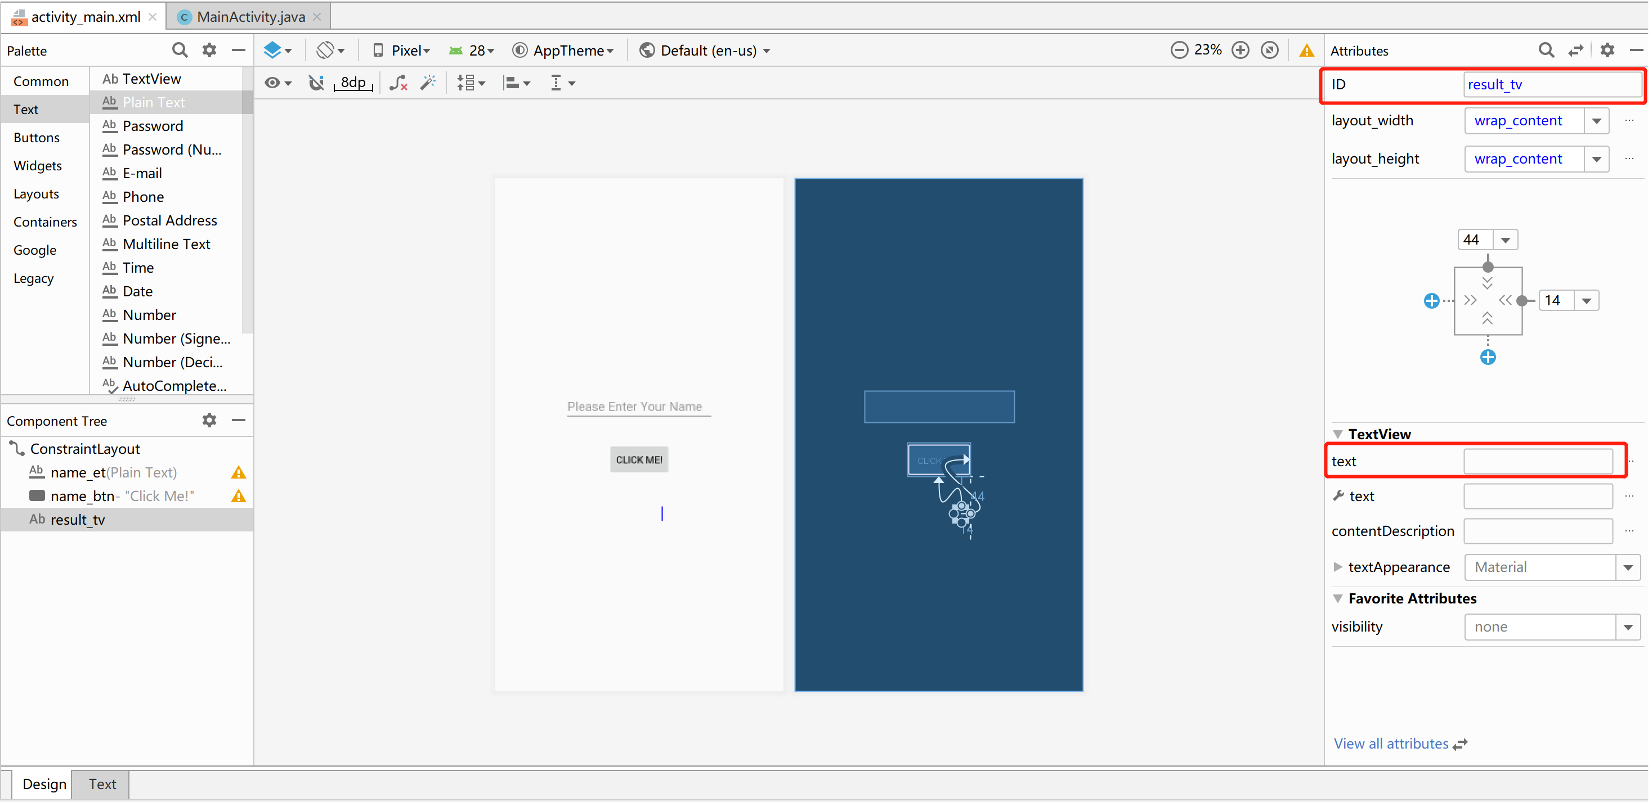 activity_main.xml
MainActivity.java
Palette
Pixel
28
AppTheme
Default (en-us)
23%
Attributes
Common
Text
Buttons
Widgets
Layouts
Containers
Google
Legacy
Ab TextView
Ab Plain Text
Ab Password
Ab Password (Nu...
Ab E-mail
Ab Phone
Ab Postal Address
Ab Multiline Text
Ab Time
Ab Date
Ab Number
Ab Number (Signe...
Ab Number (Deci...
Ab AutoComplete...
8dp
Component Tree
ConstraintLayout
Ab name_et(Plain Text)
name_btn- "Click Me!"
Ab result_tv
Please Enter Your Name
CLICK ME!
CLICK
44
14
ID result_tv
layout_width wrap_content
layout_height wrap_content
44
14
TextView
text
text
contentDescription
textAppearance Material
Favorite Attributes
visibility none
View all attributes
Design Text